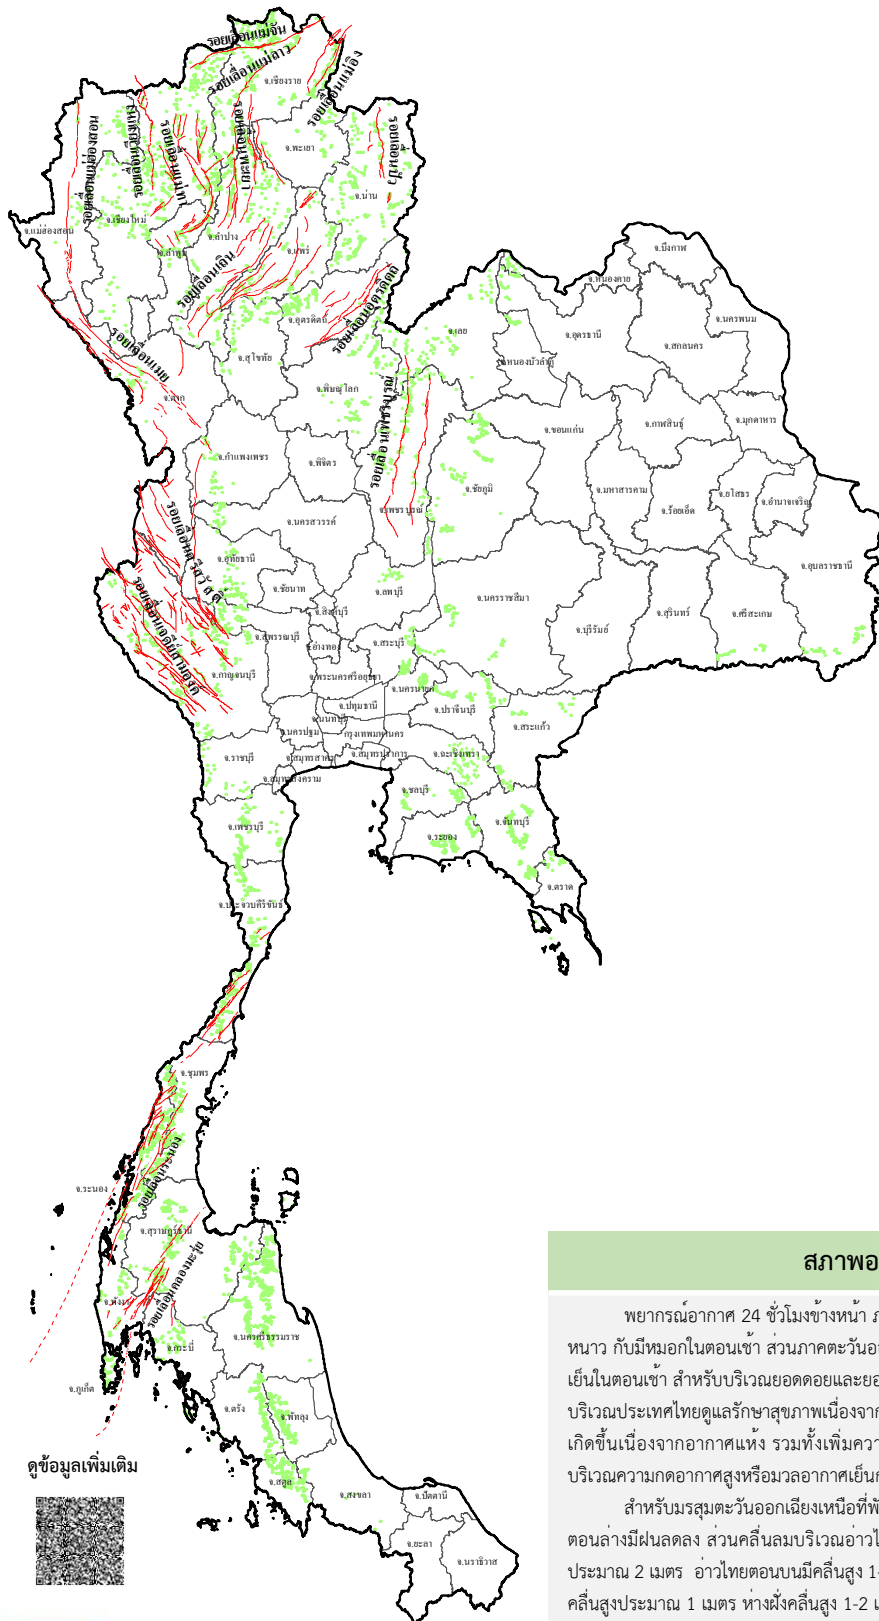 รอยเลื่อนแม่จัน
รอยเลื่อนแม่ลาว
รอยเลื่อนแม่อิง
จ.เชียงราย
รอยเลื่อนแม่ฮ่องสอน
รอยเลื่อนแม่ทา
รอยเลื่อนพะเยา
รอยเลื่อนปัว
จ.พะเยา
จ.น่าน
จ.แม่ฮ่องสอน
จ.เชียงใหม่
จ.ลำพูน
จ.ลำปาง
จ.แพร่
รอยเลื่อนเถิน
รอยเลื่อนอุตรดิตถ์
จ.อุตรดิตถ์
รอยเลื่อนเมย
จ.สุโขทัย
จ.ตาก
จ.พิษณุโลก
รอยเลื่อนเพชรบูรณ์
จ.เลย
จ.หนองบัวลำภู
จ.อุดรธานี
จ.หนองคาย
จ.บึงกาฬ
จ.นครพนม
จ.สกลนคร
จ.ขอนแก่น
จ.กาฬสินธุ์
จ.มุกดาหาร
จ.กำแพงเพชร
จ.พิจิตร
จ.เพชรบูรณ์
จ.ชัยภูมิ
จ.มหาสารคาม
จ.ร้อยเอ็ด
จ.ยโสธร
จ.อำนาจเจริญ
จ.อุบลราชธานี
รอยเลื่อนศรีสวัสดิ์
จ.นครสวรรค์
จ.อุทัยธานี
จ.ชัยนาท
จ.ลพบุรี
จ.นครราชสีมา
จ.บุรีรัมย์
จ.สุรินทร์
จ.ศรีสะเกษ
รอยเลื่อนเจดีย์สามองค์
จ.สิงห์บุรี
จ.สุพรรณบุรี
จ.อ่างทอง
จ.สระบุรี
จ.กาญจนบุรี
จ.พระนครศรีอยุธยา
จ.นครนายก
จ.ปทุมธานี
จ.ปราจีนบุรี
จ.นนทบุรี
จ.สระแก้ว
จ.นครปฐม
กรุงเทพมหานคร
จ.ราชบุรี
จ.สมุทรสาคร
จ.สมุทรปราการ
จ.ฉะเชิงเทรา
จ.สมุทรสงคราม
จ.ชลบุรี
จ.เพชรบุรี
จ.ระยอง
จ.จันทบุรี
จ.ตราด
จ.ประจวบคีรีขันธ์
จ.ชุมพร
รอยเลื่อนระนอง
จ.ระนอง
จ.สุราษฎร์ธานี
รอยเลื่อนคลองมะรุ่ย
จ.พังงา
จ.กระบี่
จ.นครศรีธรรมราช
จ.ภูเก็ต
จ.ตรัง
จ.พัทลุง
จ.สตูล
จ.สงขลา
จ.ปัตตานี
จ.ยะลา
จ.นราธิวาส
ดูข้อมูลเพิ่มเติม
สภาพอ
พยากรณ์อากาศ 24 ชั่วโมงข้างหน้า ภ
หนาว กับมีหมอกในตอนเช้า ส่วนภาคตะวันออ
เย็นในตอนเช้า สำหรับบริเวณยอดดอยและยอ
บริเวณประเทศไทยดูแลรักษาสุขภาพเนื่องจาก
เกิดขึ้นเนื่องจากอากาศแห้ง รวมทั้งเพิ่มควา
บริเวณความกดอากาศสูงหรือมวลอากาศเย็นก
สำหรับมรสุมตะวันออกเฉียงเหนือที่พั
ตอนล่างมีฝนลดลง ส่วนคลื่นลมบริเวณอ่าวไ
ประมาณ 2 เมตร อ่าวไทยตอนบนมีคลื่นสูง 1-
คลื่นสูงประมาณ 1 เมตร ห่างฝั่งคลื่นสูง 1-2 เ